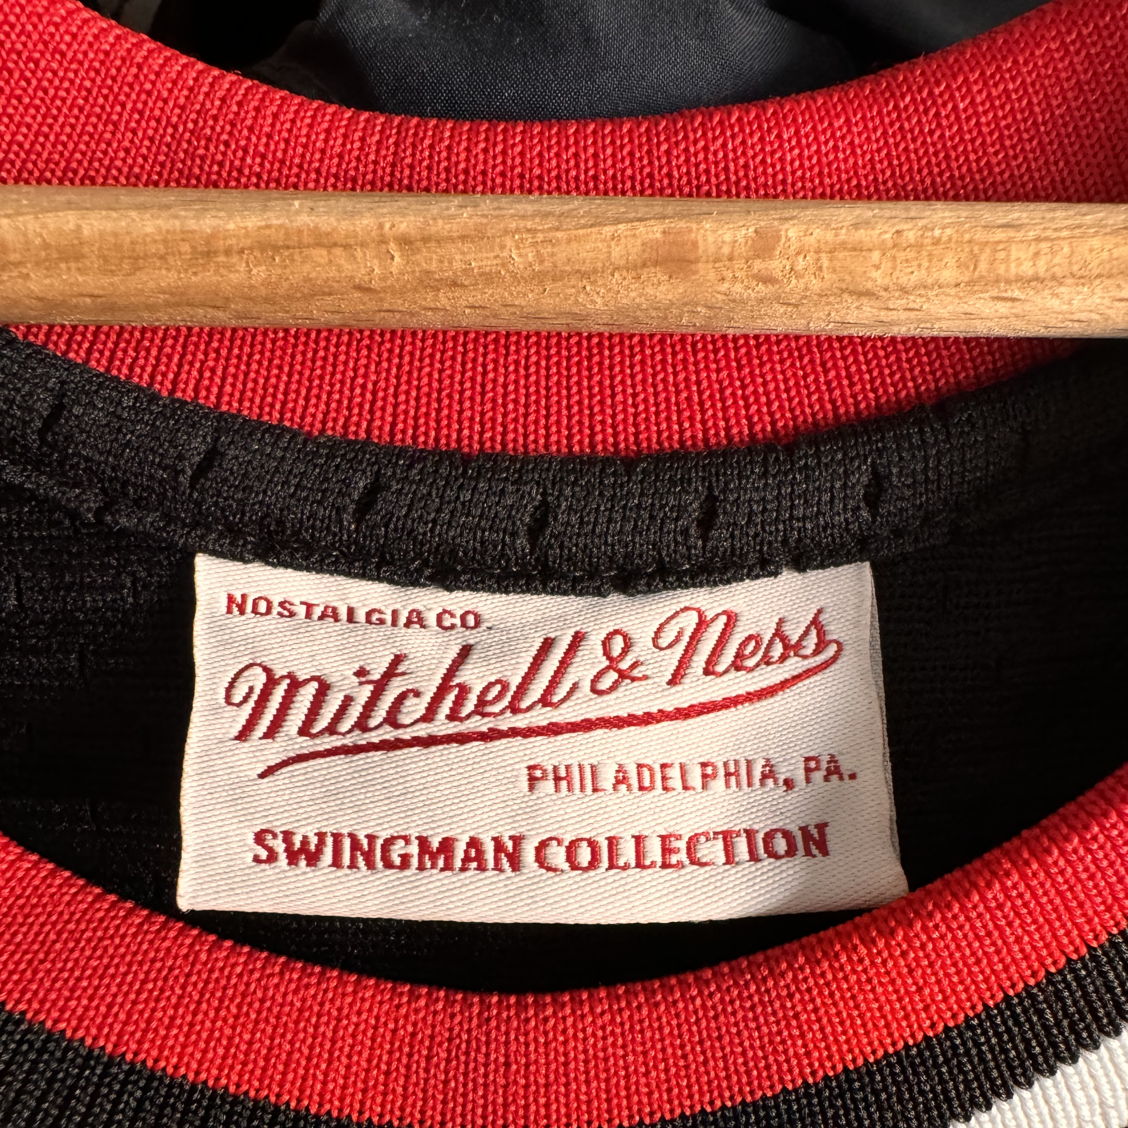 NOSTALGIA CO.
Mitchell & Ness
PHILADELPHIA, PA.
SWINGMAN COLLECTION